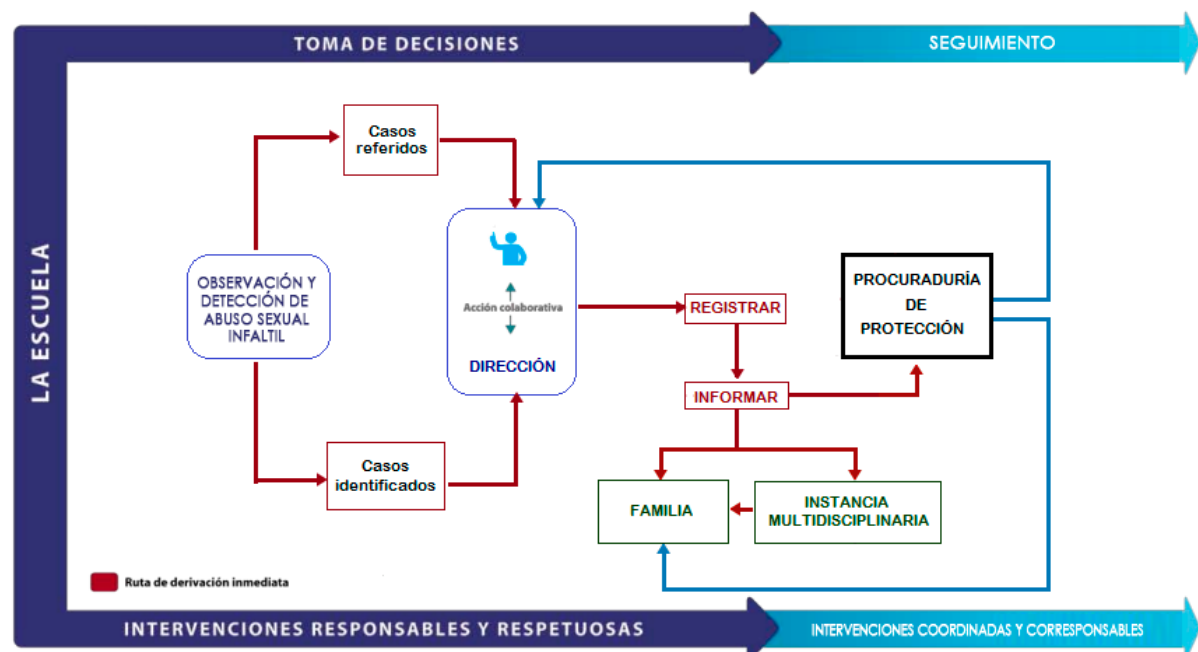 TOMA DE DECISIONES
SEGUIMIENTO
LA ESCUELA
Casos
referidos
OBSERVACIÓN Y
DETECCIÓN DE
ABUSO SEXUAL
INFALTIL
Acción colaborativa
DIRECCIÓN
REGISTRAR
PROCURADURÍA
DE
PROTECCIÓN
INFORMAR
Casos
identificados
FAMILIA
INSTANCIA
MULTIDISCIPLINARIA
Ruta de derivación inmediata
INTERVENCIONES RESPONSABLES Y RESPETUOSAS
INTERVENCIONES COORDINADAS Y CORRESPONSABLES